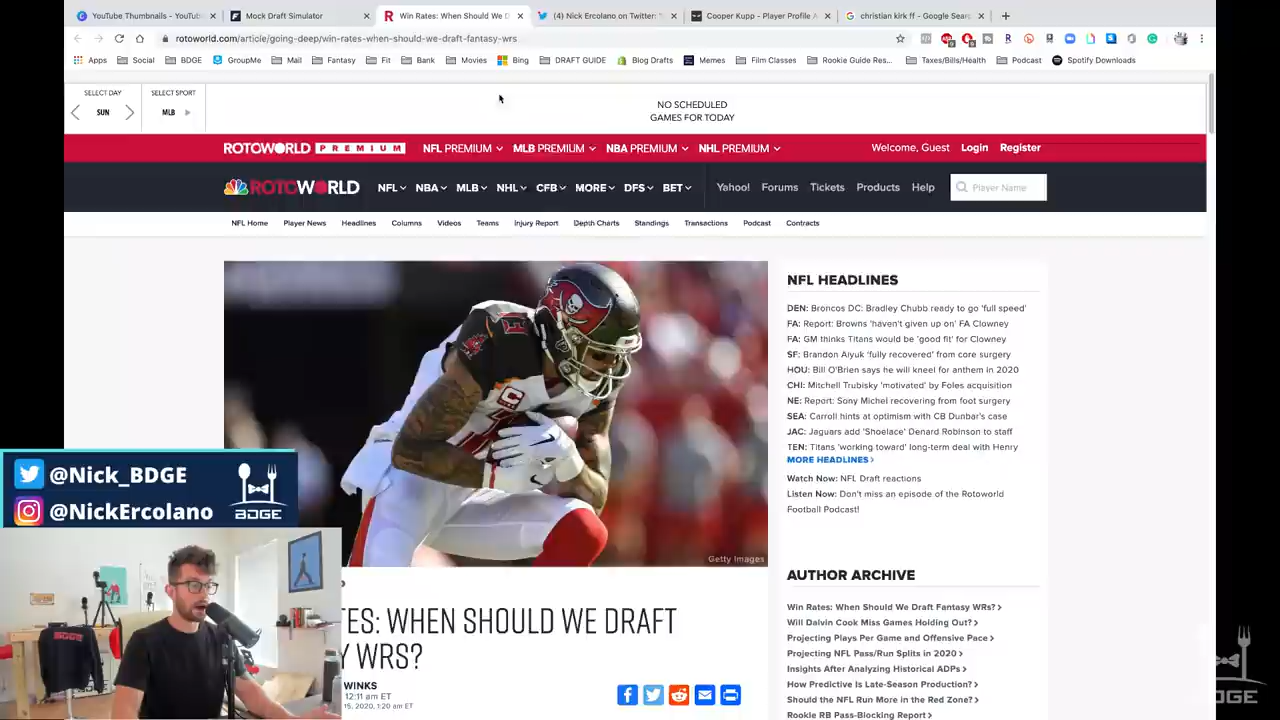 YouTube Thumbnails - YouTub
Mock Draft Simulator
Win Rates: When Should We D
(4) Nick Ercolano on Twitter: "
Cooper Kupp - Player Profile A
christian kirk ff - Google Sear
rotoworld.com/article/going-deep/win-rates-when-should-we-draft-fantasy-wrs
Apps
Social
BDGE
GroupMe
Mail
Fantasy
Fit
Bank
Movies
Bing
DRAFT GUIDE
Blog Drafts
Memes
Film Classes
Rookie Guide Res...
Taxes/Bills/Health
Podcast
Spotify Downloads
SELECT DAY
SUN
SELECT SPORT
MLB
NO SCHEDULED
GAMES FOR TODAY
ROTOWORLD PREMIUM
NFL PREMIUM
MLB PREMIUM
NBA PREMIUM
NHL PREMIUM
Welcome, Guest
Login
Register
ROTOWORLD
NFL
NBA
MLB
NHL
CFB
MORE
DFS
BET
Yahoo!
Forums
Tickets
Products
Help
Player Name
NFL Home
Player News
Headlines
Columns
Videos
Teams
Injury Report
Depth Charts
Standings
Transactions
Podcast
Contracts
Getty Images
ES: WHEN SHOULD WE DRAFT
Y WRS?
WINKS
12:11 am ET
15, 2020, 1:20 am ET
NFL HEADLINES
DEN: Broncos DC: Bradley Chubb ready to go 'full speed'
FA: Report: Browns 'haven't given up on' FA Clowney
FA: GM thinks Titans would be 'good fit' for Clowney
SF: Brandon Aiyuk 'fully recovered' from core surgery
HOU: Bill O'Brien says he will kneel for anthem in 2020
CHI: Mitchell Trubisky 'motivated' by Foles acquisition
NE: Report: Sony Michel recovering from foot surgery
SEA: Carroll hints at optimism with CB Dunbar's case
JAC: Jaguars add 'Shoelace' Denard Robinson to staff
TEN: Titans 'working toward' long-term deal with Henry
MORE HEADLINES
Watch Now: NFL Draft reactions
Listen Now: Don't miss an episode of the Rotoworld
Football Podcast!
AUTHOR ARCHIVE
Win Rates: When Should We Draft Fantasy WRs?
Will Dalvin Cook Miss Games Holding Out?
Projecting Plays Per Game and Offensive Pace
Projecting NFL Pass/Run Splits in 2020
Insights After Analyzing Historical ADPs
How Predictive Is Late-Season Production?
Should the NFL Run More in the Red Zone?
Rookie RB Pass-Blocking Report
@Nick_BDGE
@NickErcolano
BDGE
BDGE
DGE